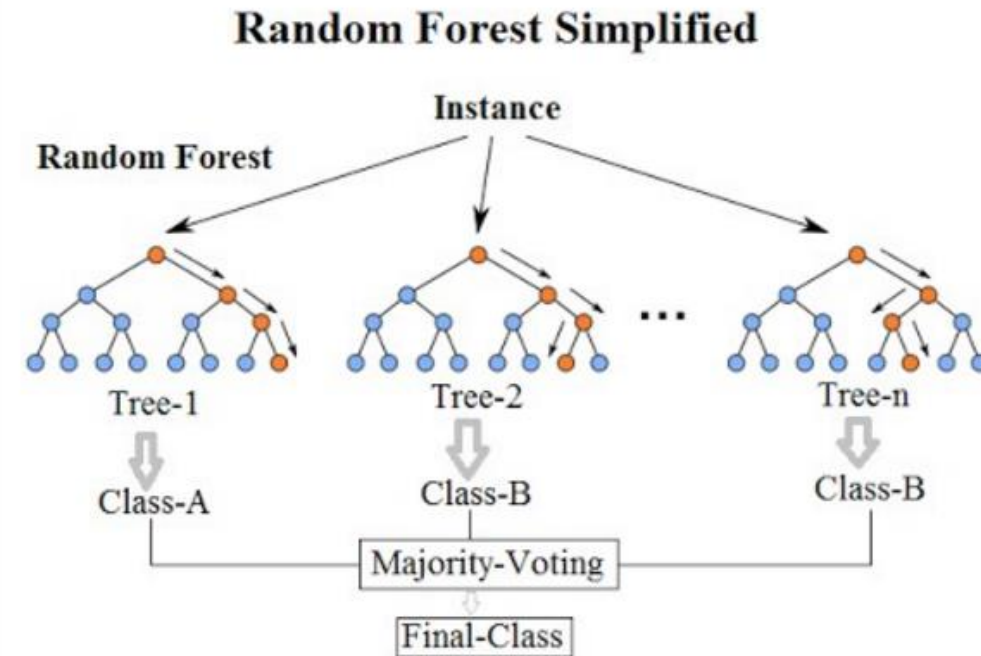 Random Forest Simplified
Instance
Random Forest
...
Tree-1
Tree-2
Tree-n
Class-A
Class-B
Class-B
Majority-Voting
Final-Class